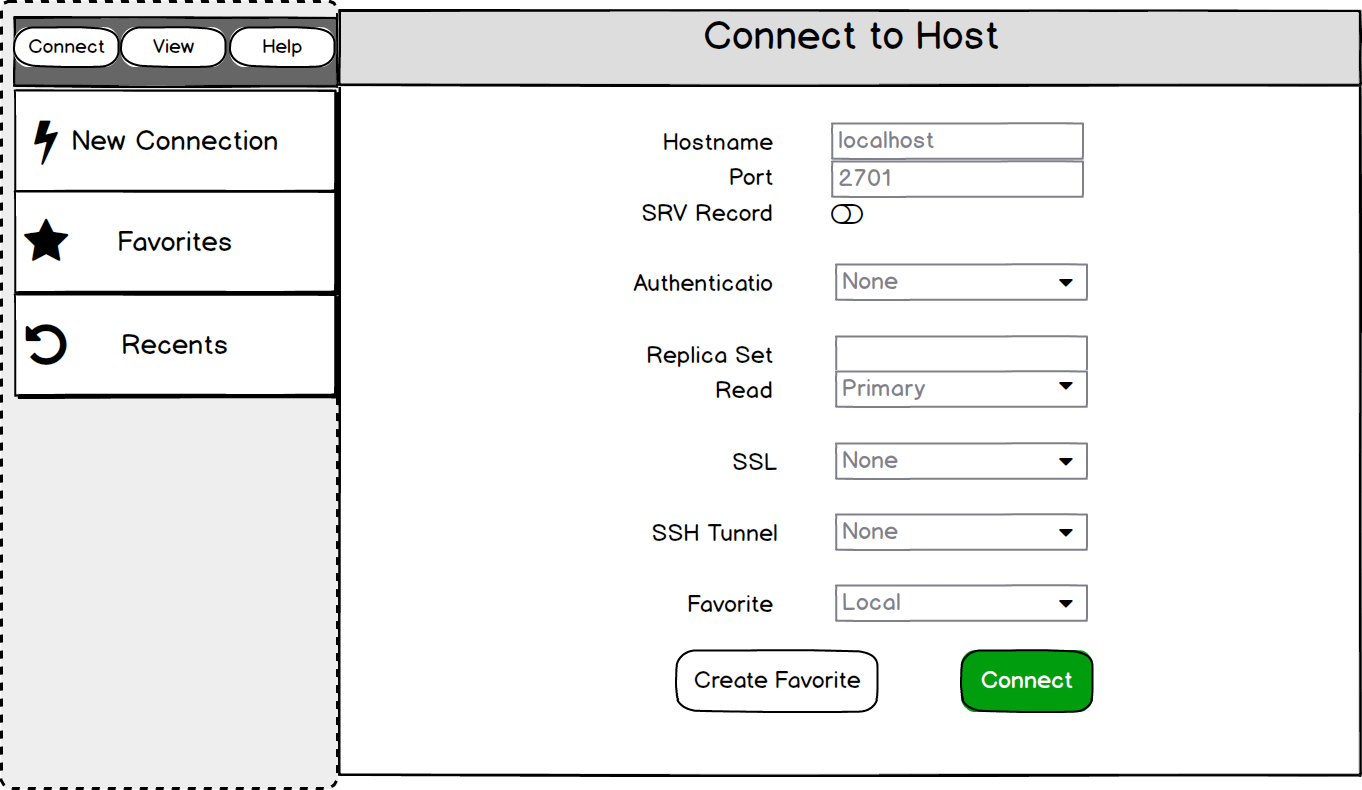 Connect View Help
New Connection
Favorites
Recents
Connect to Host
Hostname localhost
Port 2701
SRV Record
Authenticatio None
Replica Set
Read Primary
SSL None
SSH Tunnel None
Favorite Local
Create Favorite Connect